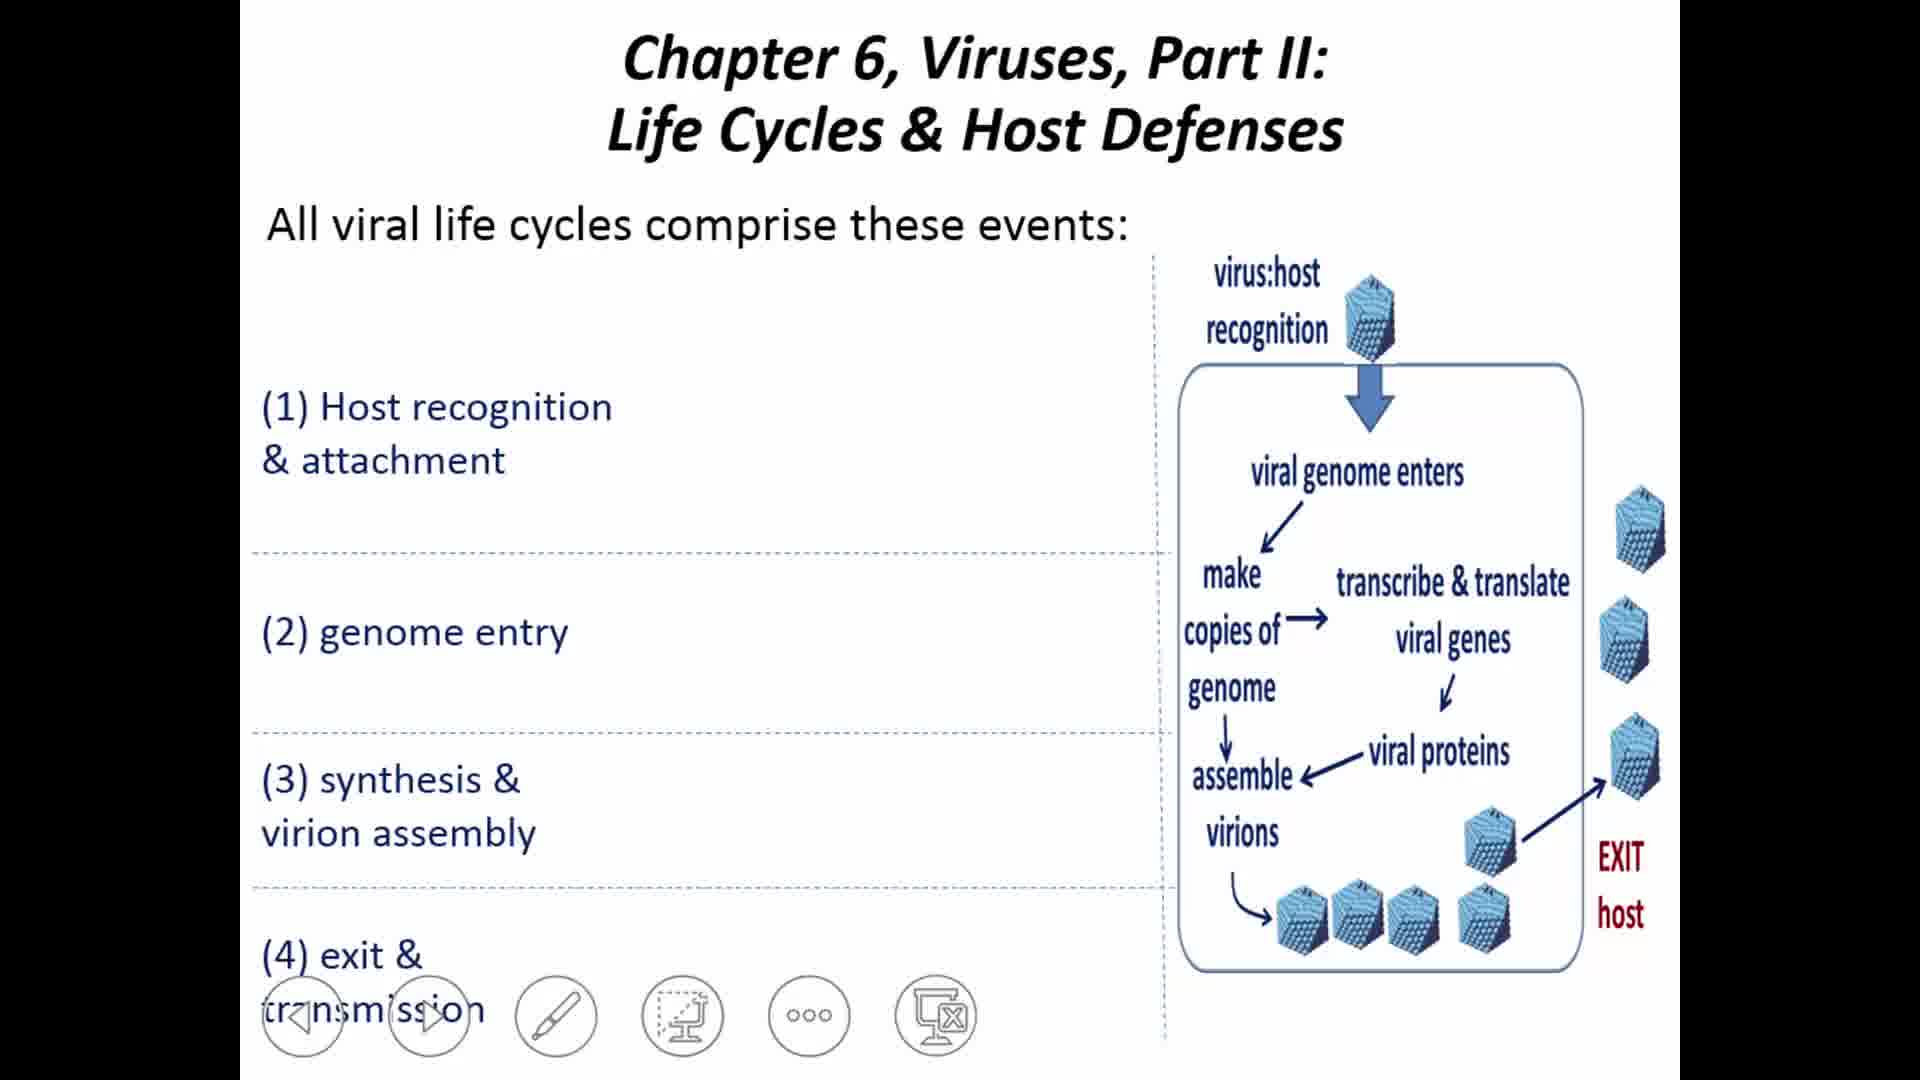 Chapter 6, Viruses, Part II:
Life Cycles & Host Defenses
All viral life cycles comprise these events:
(1) Host recognition
& attachment
(2) genome entry
(3) synthesis &
virion assembly
(4) exit &
transmission
virus:host
recognition
viral genome enters
make
copies of
genome
transcribe & translate
viral genes
viral proteins
assemble
virions
EXIT
host